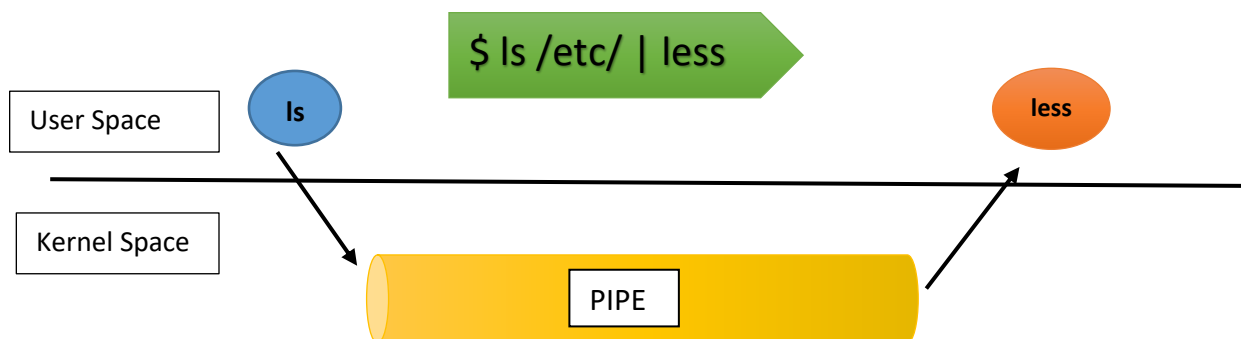 $ ls /etc/ | less
User Space
ls
less
Kernel Space
PIPE